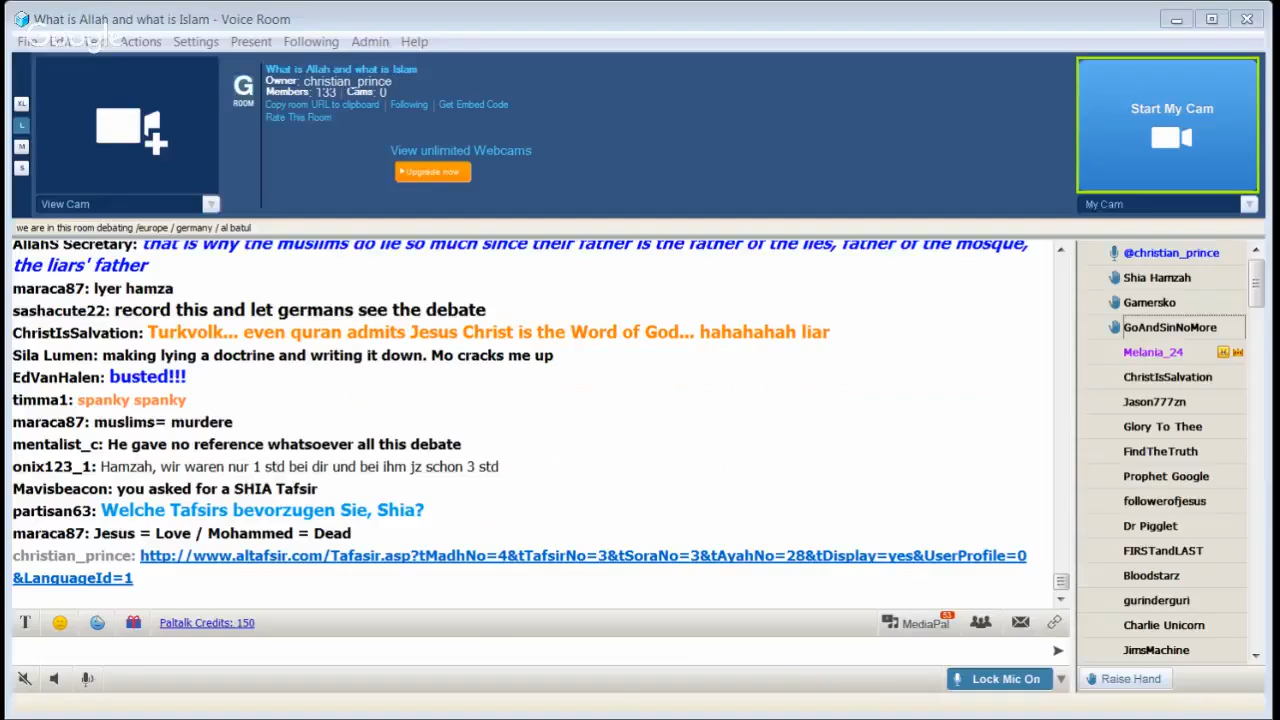 What is Allah and what is Islam - Voice Room
Google
Actions Settings Present Following Admin Help
What is Allah and what is Islam
Owner: christian_prince
Members: 133 Cams: 0
Copy room URL to clipboard | Following | Get Embed Code
Rate This Room
G
ROOM
XL
L
M
S
View unlimited Webcams
Upgrade now
Start My Cam
View Cam
My Cam
we are in this room debating /europe / germany / al batul
AllahS Secretary: that is why the muslims do lie so much since their father is the father of the lies, father of the mosque,
the liars' father
maraca87: lyer hamza
sashacute22: record this and let germans see the debate
ChristIsSalvation: Turkvolk... even quran admits Jesus Christ is the Word of God... hahahahah liar
Sila Lumen: making lying a doctrine and writing it down. Mo cracks me up
EdVanHalen: busted!!!
timma1: spanky spanky
maraca87: muslims= murdere
mentalist_c: He gave no reference whatsoever all this debate
onix123_1: Hamzah, wir waren nur 1 std bei dir und bei ihm jz schon 3 std
Mavisbeacon: you asked for a SHIA Tafsir
partisan63: Welche Tafsirs bevorzugen Sie, Shia?
maraca87: Jesus = Love / Mohammed = Dead
christian_prince: http://www.altafsir.com/Tafasir.asp?tMadhNo=4&tTafsirNo=3&tSoraNo=3&tAyahNo=28&tDisplay=yes&UserProfile=0
&LanguageId=1
@christian_prince
Shia Hamzah
Gamersko
GoAndSinNoMore
Melania_24
ChristIsSalvation
Jason777zn
Glory To Thee
FindTheTruth
Prophet Google
followerofjesus
Dr Pigglet
FIRSTandLAST
Bloodstarz
gurinderguri
Charlie Unicorn
JimsMachine
T
Paltalk Credits: 150
MediaPal
53
Lock Mic On
Raise Hand